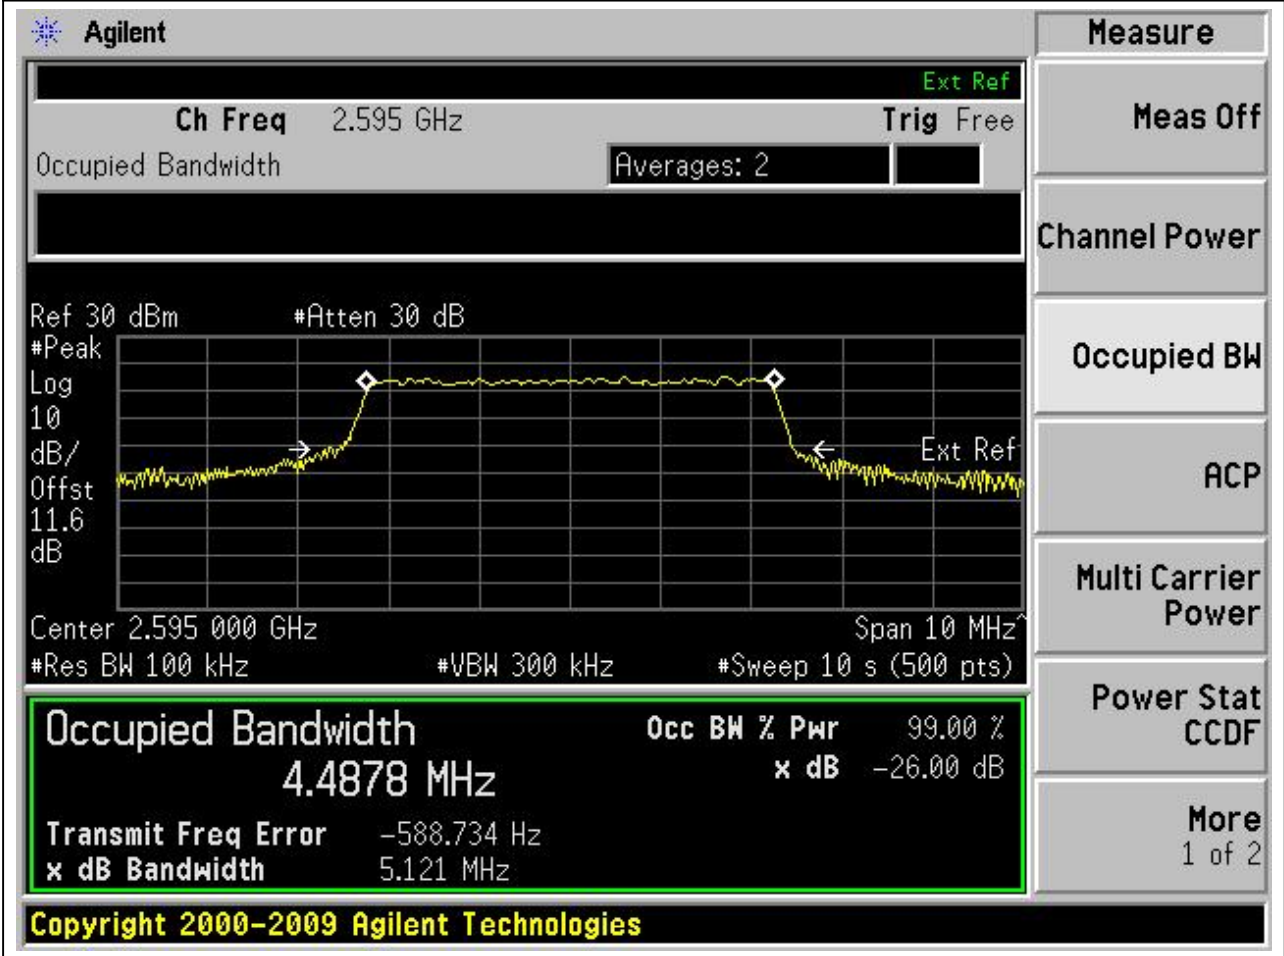 Agilent
Measure
Ext Ref
Ch Freq 2.595 GHz Trig Free
Occupied Bandwidth Averages: 2
Meas Off
Channel Power
Occupied BW
ACP
Multi Carrier
Power
Power Stat
CCDF
More
1 of 2
Ref 30 dBm #Atten 30 dB
#Peak
Log
10
dB/
Offst
11.6
dB
Ext Ref
Center 2.595 000 GHz Span 10 MHz^
#Res BW 100 kHz #VBW 300 kHz #Sweep 10 s (500 pts)
Occupied Bandwidth Occ BW % Pwr 99.00 %
4.4878 MHz x dB -26.00 dB
Transmit Freq Error -588.734 Hz
x dB Bandwidth 5.121 MHz
Copyright 2000-2009 Agilent Technologies